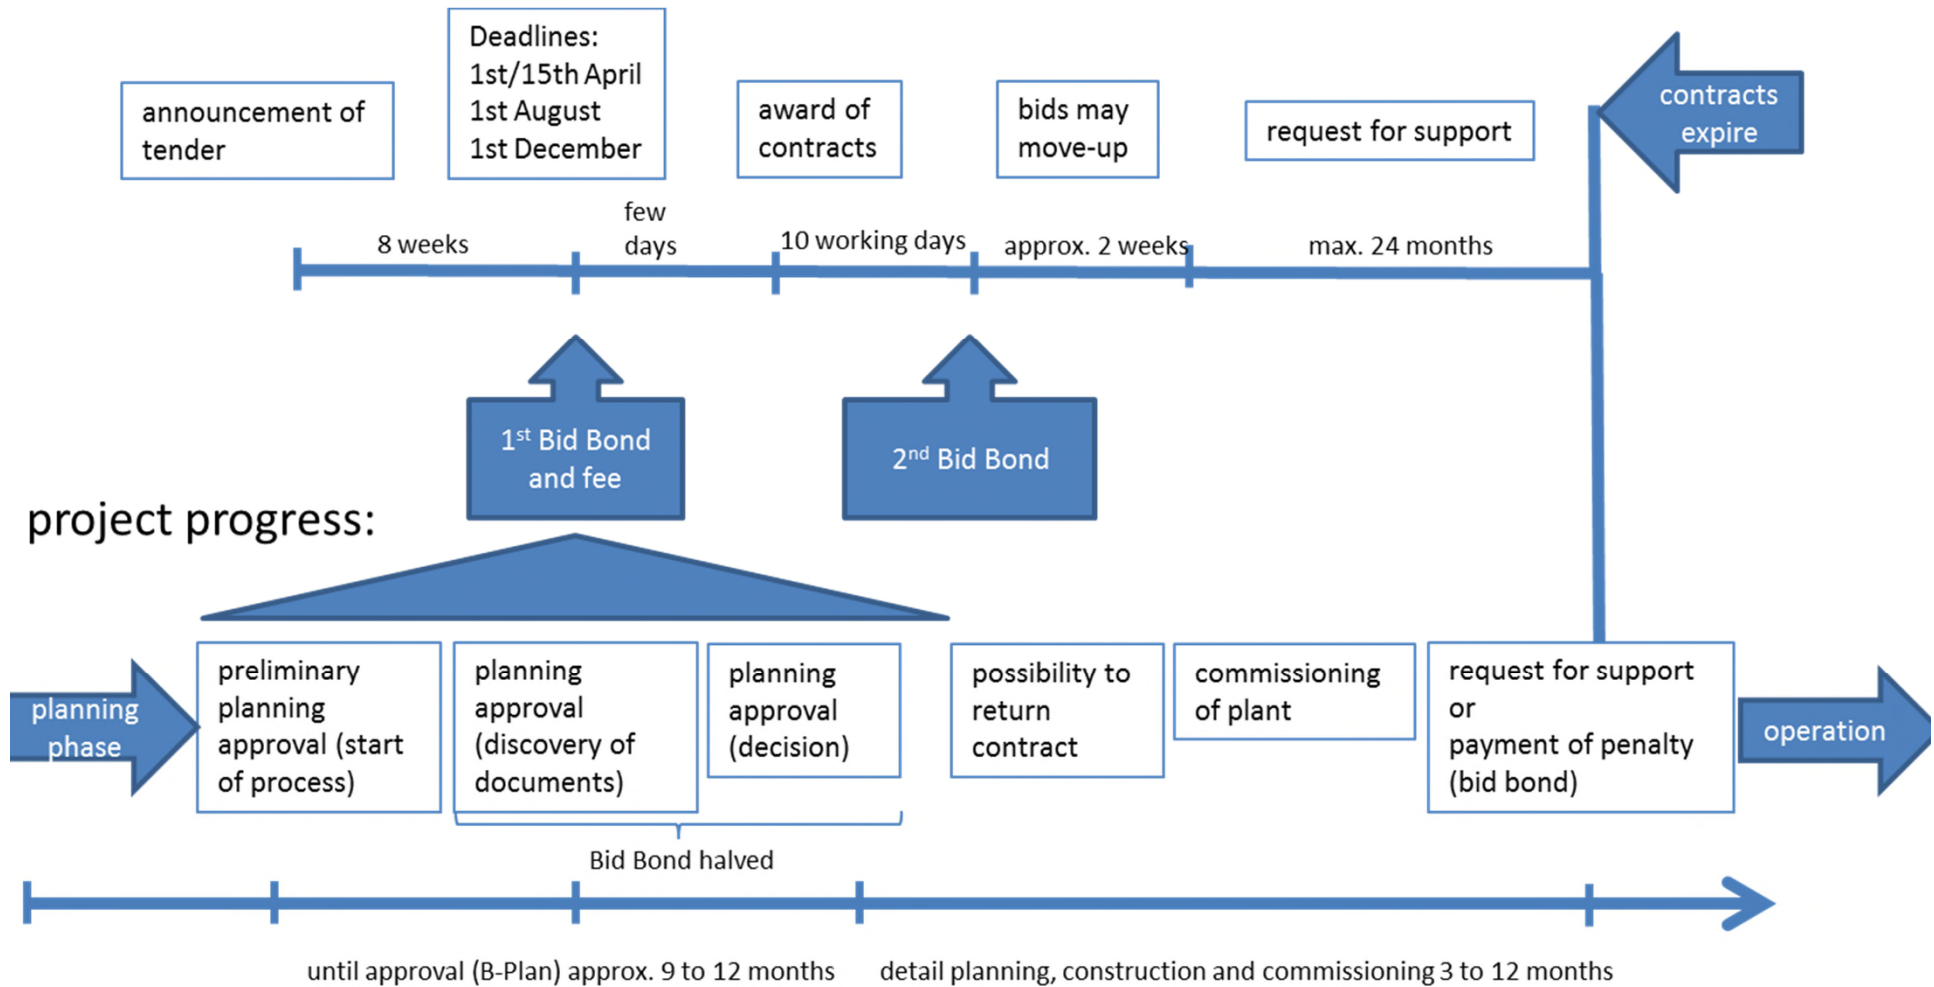 announcement of
tender
Deadlines:
1st/15th April
1st August
1st December
award of
contracts
bids may
move-up
request for support
contracts
expire
8 weeks
few
days
10 working days
approx. 2 weeks
max. 24 months
1st Bid Bond
and fee
2nd Bid Bond
project progress:
planning
phase
preliminary
planning
approval (start
of process)
planning
approval
(discovery of
documents)
planning
approval
(decision)
possibility to
return
contract
commissioning
of plant
request for support
or
payment of penalty
(bid bond)
operation
Bid Bond halved
until approval (B-Plan) approx. 9 to 12 months
detail planning, construction and commissioning 3 to 12 months